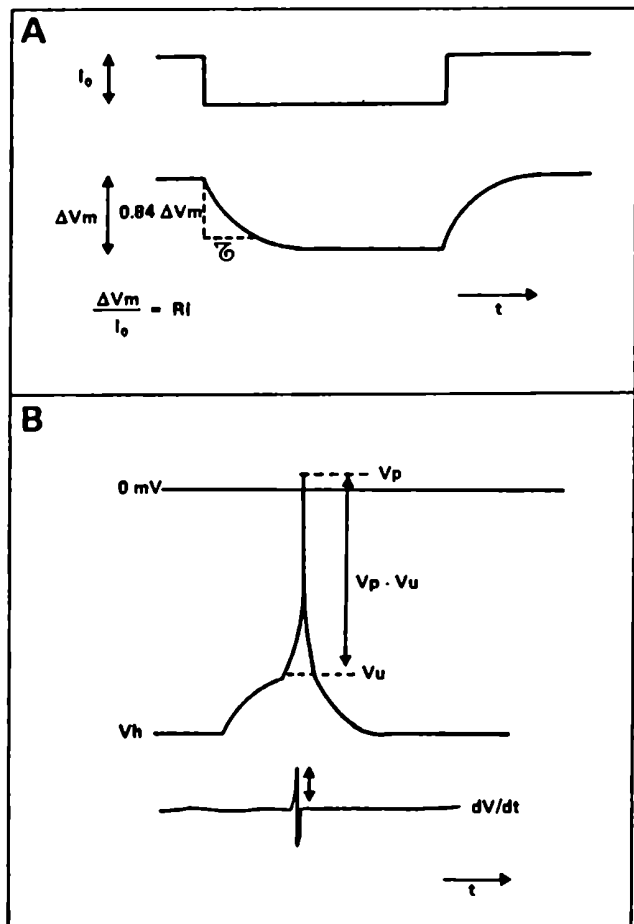 A
I₀
ΔVm 0.84 ΔVm
τ
ΔVm / I₀ = Ri
t
B
Vp
0 mV
Vp - Vu
Vu
Vh
dV/dt
t